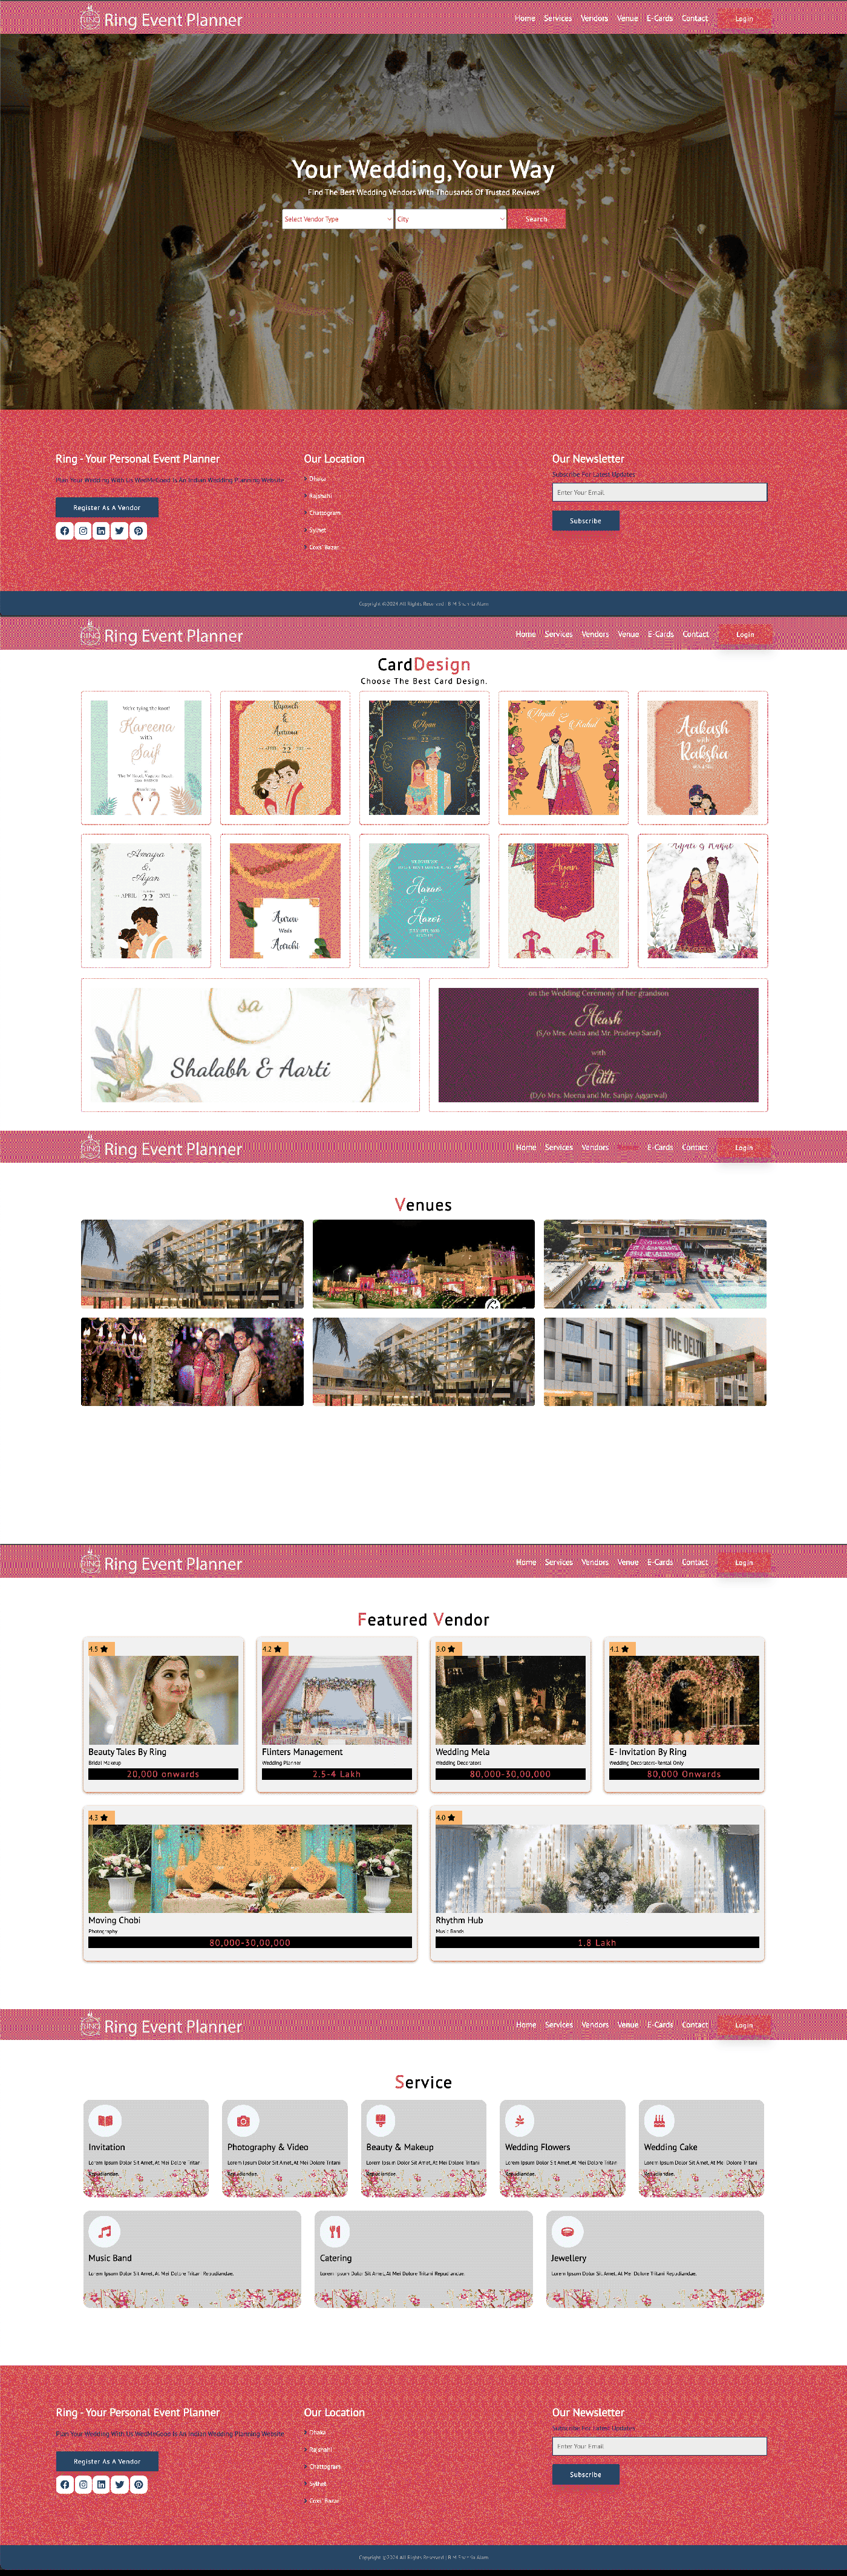 RING
Ring Event Planner
Home Services Vendors Venue E-Cards Contact Login
Your Wedding,Your Way
Find The Best Wedding Vendors With Thousands Of Trusted Reviews
Select Vendor Type City Search
Ring - Your Personal Event Planner
Plan Your Wedding With Us WedMeGood Is An Indian Wedding Planning Website
Register As A Vendor
Our Location
Dhaka
Rajshahi
Chattogram
Sylhet
Coxs' Bazar
Our Newsletter
Subscribe For Latest Updates
Enter Your Email
Subscribe
Copyright ©2024 All Rights Reserved
RING
Ring Event Planner
Home Services Vendors Venue E-Cards Contact Login
CardDesign
Choose The Best Card Design.
We're tying the knot!
Kareena
with
Saif
&
22
22
Anjali & Rahul
Aakash
with
Raksha
Amayra
&
Arjan
APRIL 22 2021
Aarav
Weds
Aarohi
Aarav
&
Aarohi
22
sa
Shalabh & Aarti
on the Wedding Ceremony of her grandson
Akash
(S/o Mrs. Anita and Mr. Pradeep Saraf)
with
Aditi
(D/o Mrs. Meena and Mr. Sanjay Aggarwal)
RING
Ring Event Planner
Home Services Vendors E-Cards Contact Login
Venues
THE DELTIN
RING
Ring Event Planner
Home Services Vendors Venue E-Cards Contact Login
Featured Vendor
4.5
Beauty Tales By Ring
Bridal Makeup
20,000 onwards
4.2
Flinters Management
Wedding Planner
2.5-4 Lakh
3.0
Wedding Mela
Wedding Decorators
80,000-30,00,000
4.1
E- Invitation By Ring
Wedding Decorators-Rental Only
80,000 Onwards
4.3
Moving Chobi
Photography
80,000-30,00,000
4.0
Rhythm Hub
Music Bands
1.8 Lakh
RING
Ring Event Planner
Home Services Vendors Venue E-Cards Contact Login
Service
Invitation
Lorem Ipsum Dolor Sit Amet, At Mei Dolore Tritani
Repudiandae.
Photography & Video
Lorem Ipsum Dolor Sit Amet, At Mei Dolore Tritani
Repudiandae.
Beauty & Makeup
Lorem Ipsum Dolor Sit Amet, At Mei Dolore Tritani
Repudiandae.
Wedding Flowers
Lorem Ipsum Dolor Sit Amet, At Mei Dolore Tritani
Repudiandae.
Wedding Cake
Lorem Ipsum Dolor Sit Amet, At Mei Dolore Tritani
Repudiandae.
Music Band
Lorem Ipsum Dolor Sit Amet, At Mei Dolore Tritani Repudiandae.
Catering
Lorem Ipsum Dolor Sit Amet, At Mei Dolore Tritani Repudiandae.
Jewellery
Lorem Ipsum Dolor Sit Amet, At Mei Dolore Tritani Repudiandae.
Ring - Your Personal Event Planner
Plan Your Wedding With Us WedMeGood Is An Indian Wedding Planning Website
Register As A Vendor
Our Location
Dhaka
Rajshahi
Chattogram
Sylhet
Coxs' Bazar
Our Newsletter
Subscribe For Latest Updates
Enter Your Email
Subscribe
Copyright ©2024 All Rights Reserved